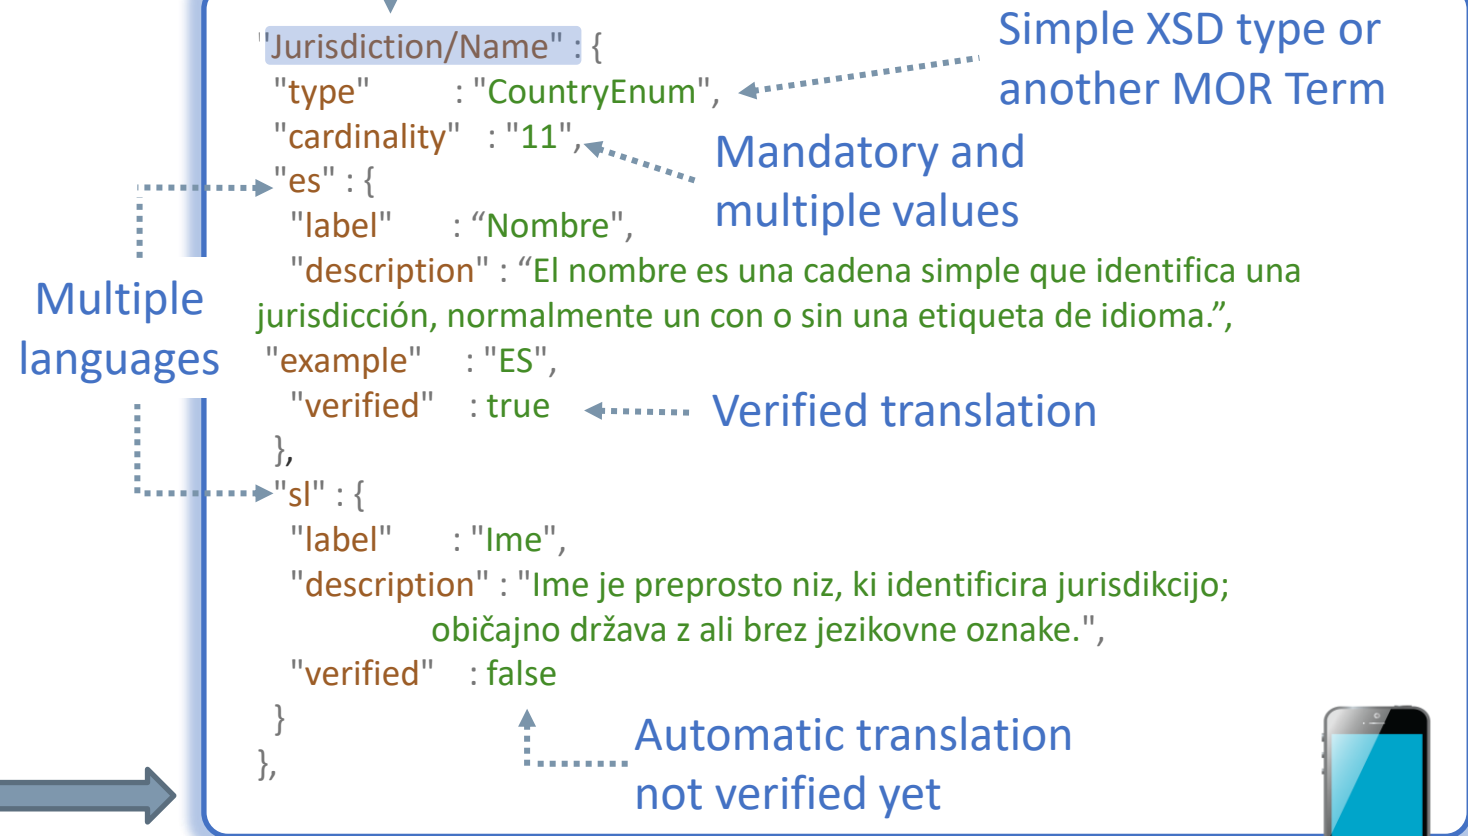 "Jurisdiction/Name" : {
"type" : "CountryEnum",
"cardinality" : "11",
"es" : {
"label" : “Nombre",
"description" : “El nombre es una cadena simple que identifica una
jurisdicción, normalmente un con o sin una etiqueta de idioma.”,
"example" : "ES",
"verified" : true
},
"sl" : {
"label" : "Ime",
"description" : "Ime je preprosto niz, ki identificira jurisdikcijo;
običajno država z ali brez jezikovne oznake.",
"verified" : false
}
},
Simple XSD type or
another MOR Term
Mandatory and
multiple values
Multiple
languages
Verified translation
Automatic translation
not verified yet